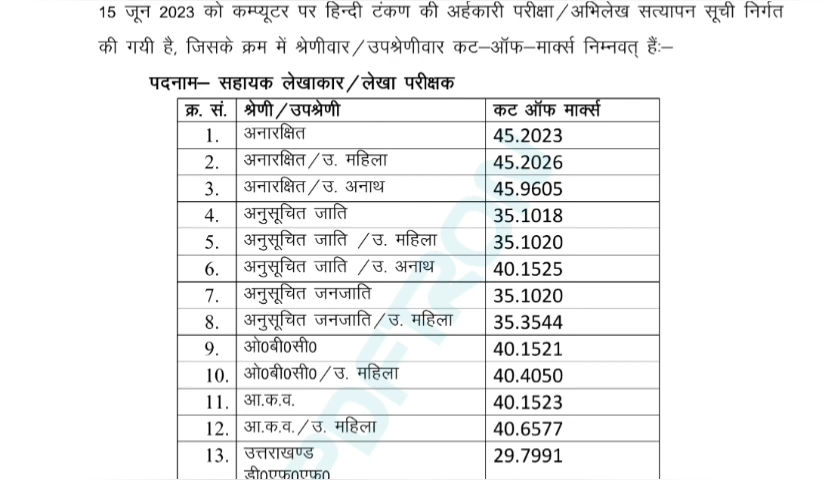 15 जून 2023 को कम्प्यूटर पर हिन्दी टंकण की अर्हकारी परीक्षा/अभिलेख सत्यापन सूची निर्गत
की गयी है, जिसके क्रम में श्रेणीवार/उपश्रेणीवार कट–ऑफ–मार्क्स निम्नवत् हैं:–
पदनाम– सहायक लेखाकार/लेखा परीक्षक
क्र. सं. श्रेणी/उपश्रेणी कट ऑफ मार्क्स
1. अनारक्षित 45.2023
2. अनारक्षित/उ. महिला 45.2026
3. अनारक्षित/उ. अनाथ 45.9605
4. अनुसूचित जाति 35.1018
5. अनुसूचित जाति /उ. महिला 35.1020
6. अनुसूचित जाति /उ. अनाथ 40.1525
7. अनुसूचित जनजाति 35.1020
8. अनुसूचित जनजाति/उ. महिला 35.3544
9. ओ0बी0सी0 40.1521
10. ओ0बी0सी0/उ. महिला 40.4050
11. आ.क.व. 40.1523
12. आ.क.व./उ. महिला 40.6577
13. उत्तराखण्ड 29.7991
डी0एफ0एफ0
PDFTRON